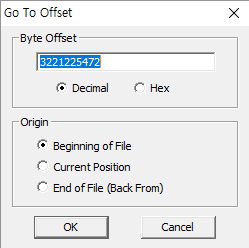 Go To Offset
Byte Offset
3221225472
Decimal Hex
Origin
Beginning of File
Current Position
End of File (Back From)
OK Cancel